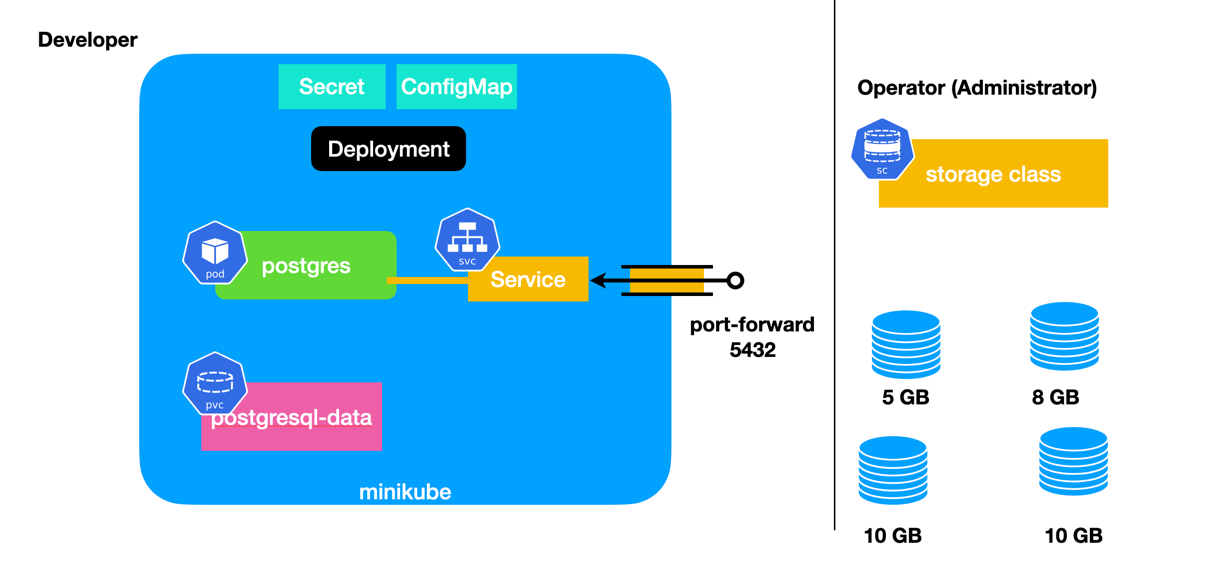 Developer
Secret
ConfigMap
Deployment
pod
postgres
svc
Service
port-forward
5432
pvc
postgresql-data
minikube
Operator (Administrator)
sc
storage class
5 GB
8 GB
10 GB
10 GB